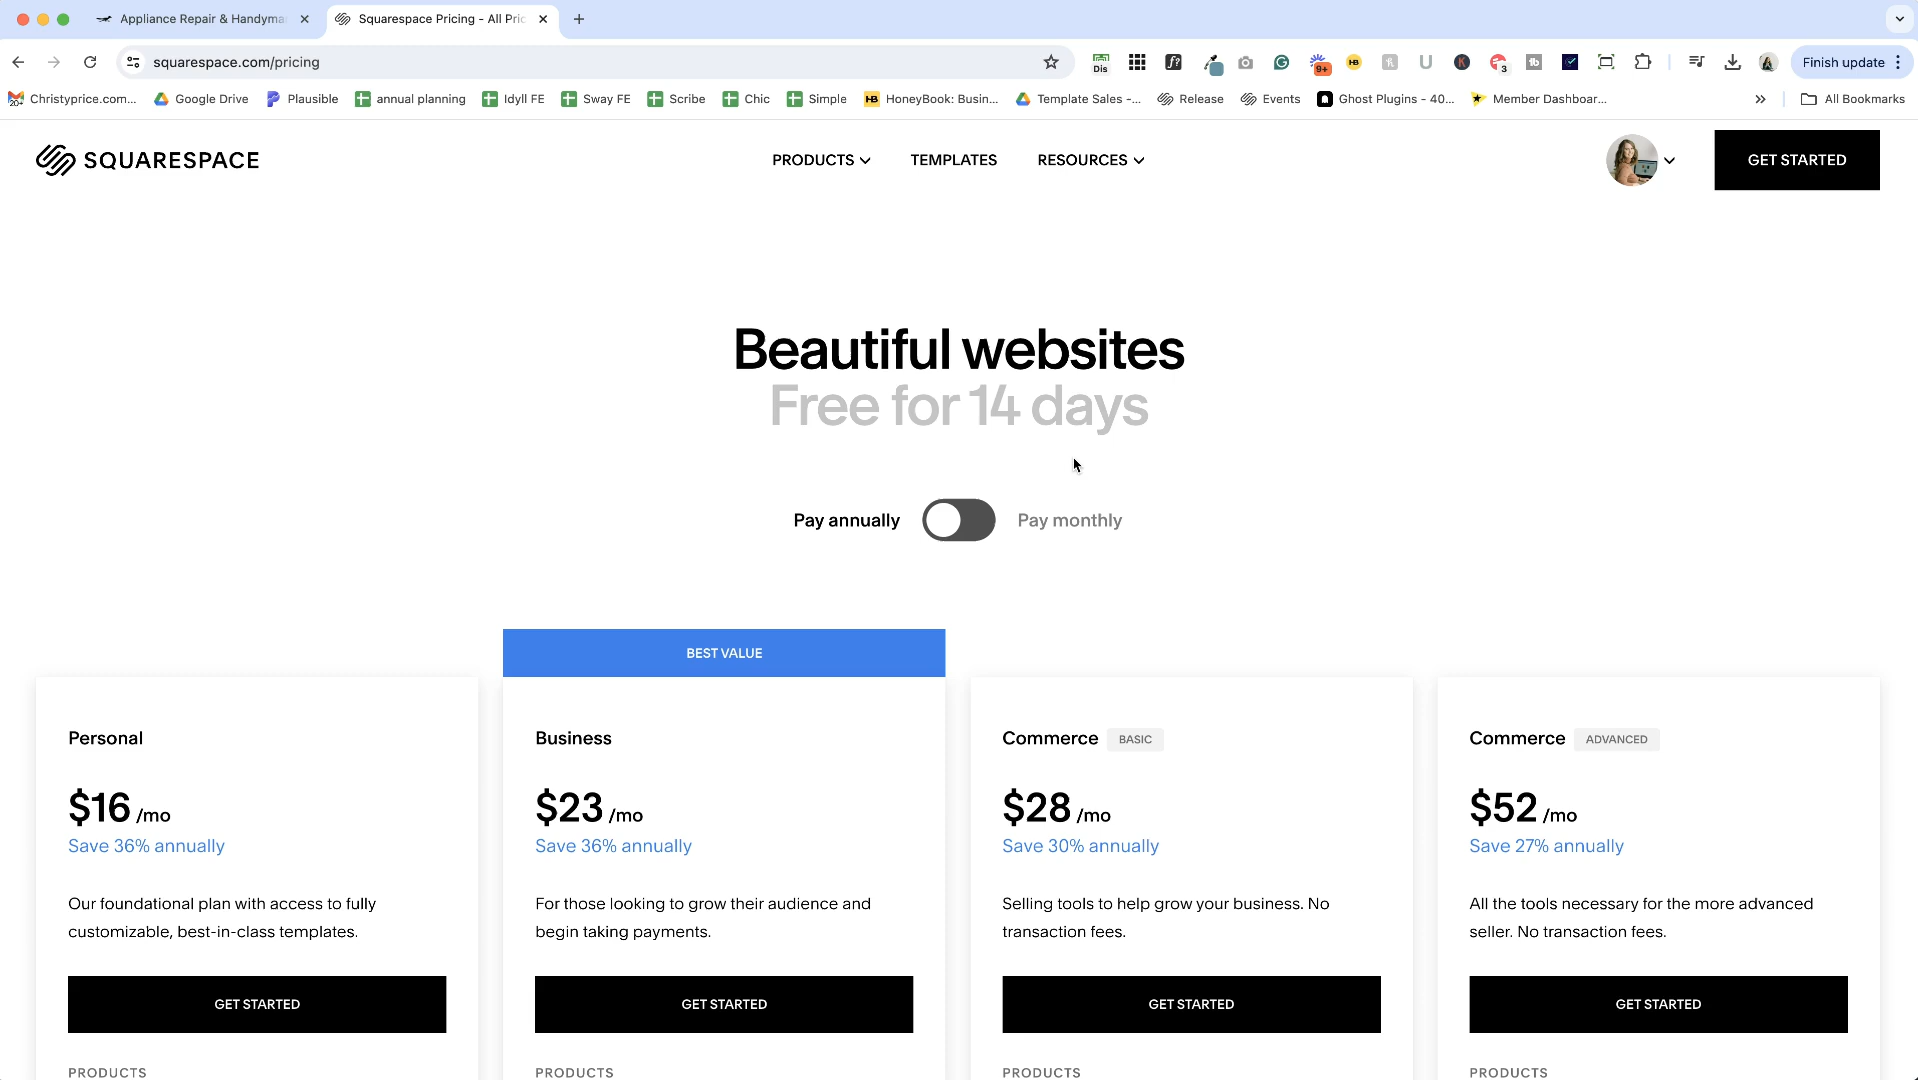 Appliance Repair & Handyma
Squarespace Pricing - All Pric
squarespace.com/pricing
Dis
f?
9+
HB
U
K
3
tb
Finish update
20+
Christyprice.com...
Google Drive
Plausible
annual planning
Idyll FE
Sway FE
Scribe
Chic
Simple
HB
HoneyBook: Busin...
Template Sales -...
Release
Events
Ghost Plugins - 40...
Member Dashboar...
All Bookmarks
SQUARESPACE
PRODUCTS
TEMPLATES
RESOURCES
GET STARTED
Beautiful websites
Free for 14 days
Pay annually
Pay monthly
BEST VALUE
Personal
$16 /mo
Save 36% annually
Our foundational plan with access to fully
customizable, best-in-class templates.
GET STARTED
PRODUCTS
Business
$23 /mo
Save 36% annually
For those looking to grow their audience and
begin taking payments.
GET STARTED
PRODUCTS
Commerce BASIC
$28 /mo
Save 30% annually
Selling tools to help grow your business. No
transaction fees.
GET STARTED
PRODUCTS
Commerce ADVANCED
$52 /mo
Save 27% annually
All the tools necessary for the more advanced
seller. No transaction fees.
GET STARTED
PRODUCTS